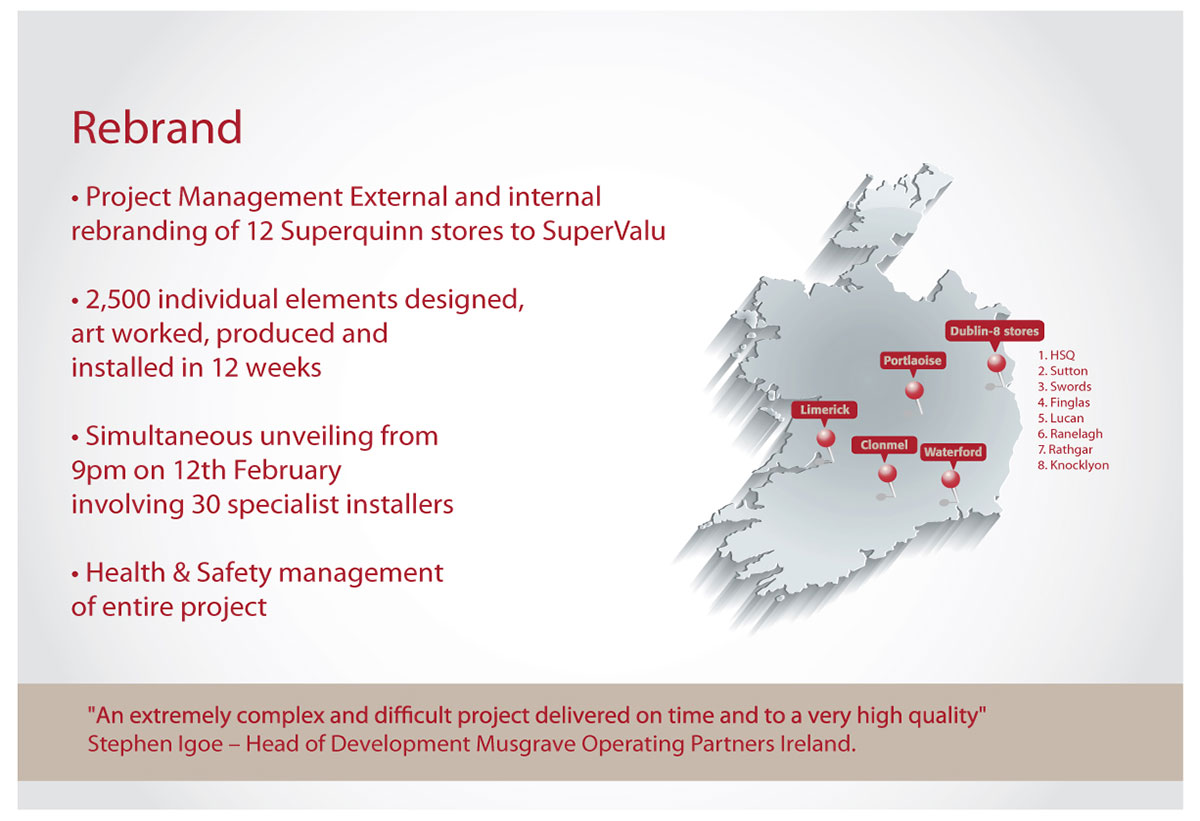 Rebrand
• Project Management External and internal
rebranding of 12 Superquinn stores to SuperValu
• 2,500 individual elements designed,
art worked, produced and
installed in 12 weeks
• Simultaneous unveiling from
9pm on 12th February
involving 30 specialist installers
• Health & Safety management
of entire project
Dublin-8 stores
Portlaoise
Limerick
Clonmel
Waterford
1. HSQ
2. Sutton
3. Swords
4. Finglas
5. Lucan
6. Ranelagh
7. Rathgar
8. Knocklyon
"An extremely complex and difficult project delivered on time and to a very high quality"
Stephen Igoe – Head of Development Musgrave Operating Partners Ireland.